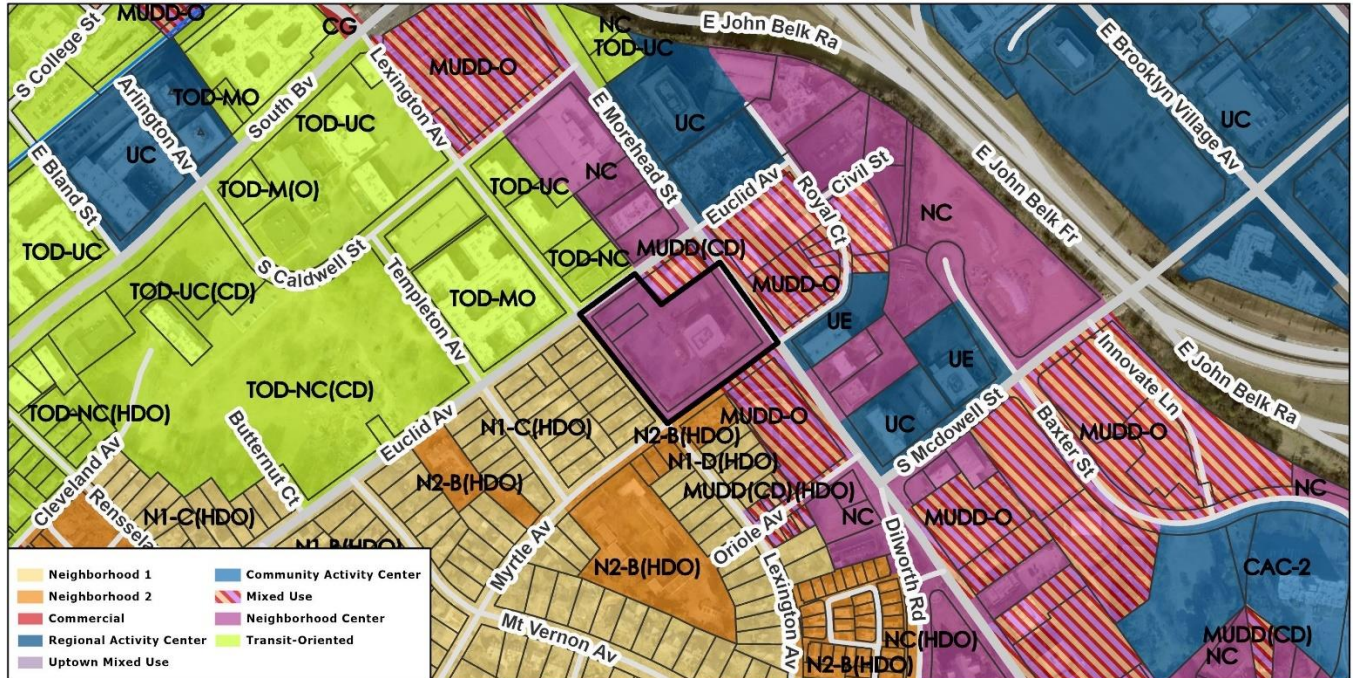 MUDD-O
S College St
CG
Lexington Av
MUDD-O
NC
TOD-UC
E John Belk Ra
E Brooklyn Village Av
UC
Arlington Av
TOD-MO
South Bv
TOD-UC
E Morehead St
UC
UC
E Bland St
TOD-M(O)
TOD-UC
NC
Euclid Av
Royal Ct
Civil St
NC
E John Belk Fr
TOD-UC
S Caldwell St
TOD-UC(CD)
Templeton Av
TOD-MO
TOD-NC
MUDD(CD)
MUDD-O
UE
UE
Innovate Ln
E John Belk Ra
TOD-NC(HDO)
TOD-NC(CD)
Cleveland Av
Butternut Ct
Euclid Av
N1-C(HDO)
N2-B(HDO)
N1-D(HDO)
MUDD-O
UC
S Mcdowell St
Baxter St
MUDD-O
NC
N2-B(HDO)
MUDD(CD)(HDO)
NC
MUDD-O
Renssela
N1-C(HDO)
N1-B(HDO)
Myrtle Av
N2-B(HDO)
Oriole Av
Lexington Av
Dilworth Rd
CAC-2
Mt Vernon Av
NC(HDO)
N2-B(HDO)
MUDD(CD)
NC
Neighborhood 1
Neighborhood 2
Commercial
Regional Activity Center
Uptown Mixed Use
Community Activity Center
Mixed Use
Neighborhood Center
Transit-Oriented